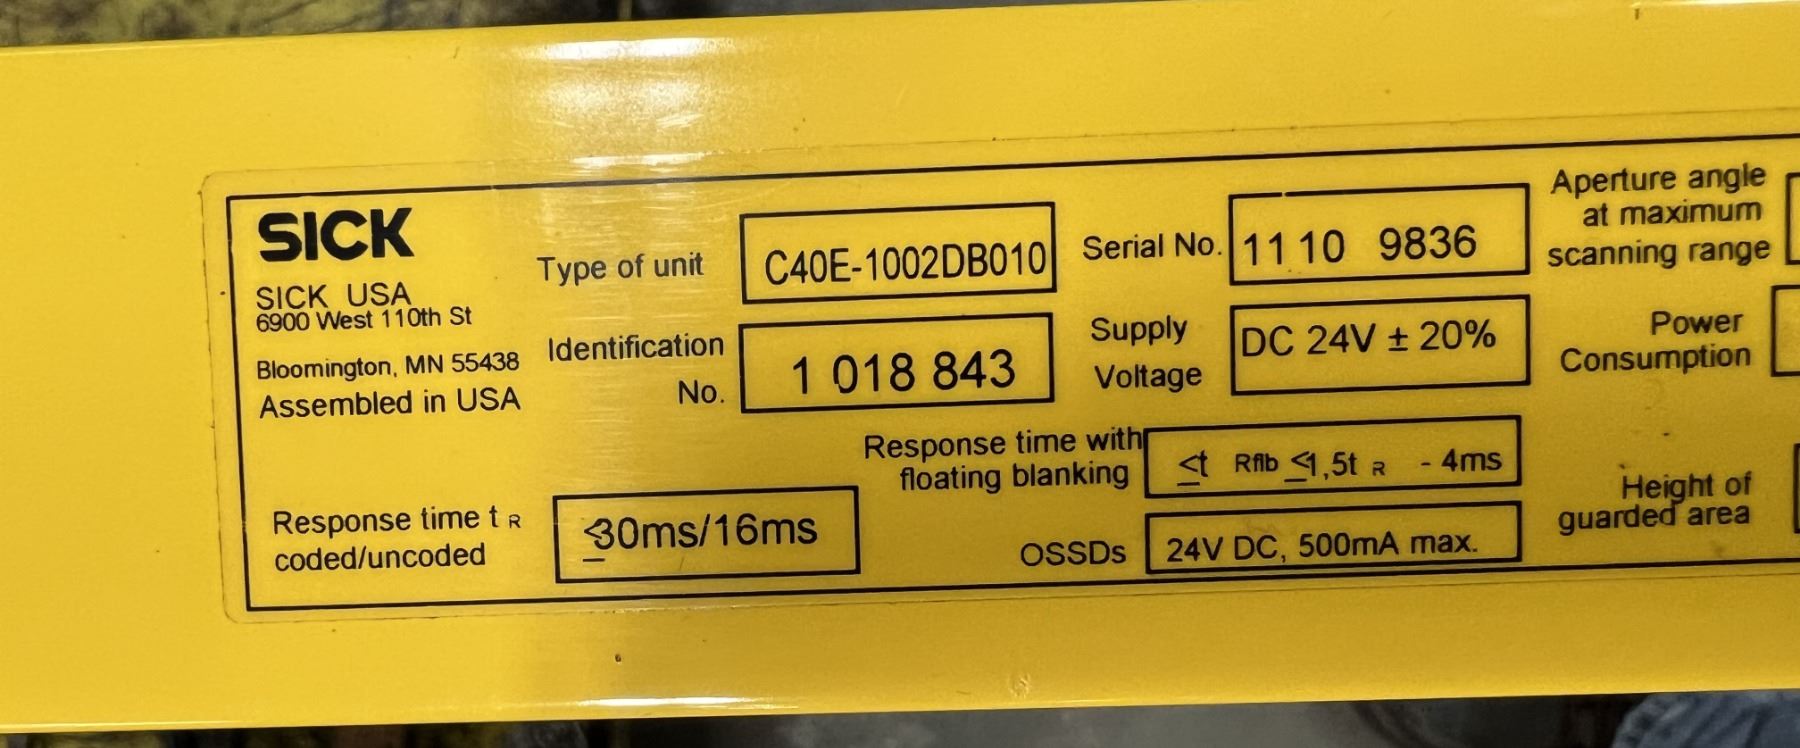 SICK
SICK USA
6900 West 110th St
Bloomington, MN 55438
Assembled in USA
Type of unit
C40E-1002DB010
Identification
No.
1 018 843
Serial No.
1110 9836
Supply
Voltage
DC 24V ± 20%
Aperture angle
at maximum
scanning range
Power
Consumption
Response time with
floating blanking
≤t Rflb ≤1,5t R - 4ms
Height of
guarded area
Response time t R
coded/uncoded
≤30ms/16ms
OSSDs
24V DC, 500mA max.